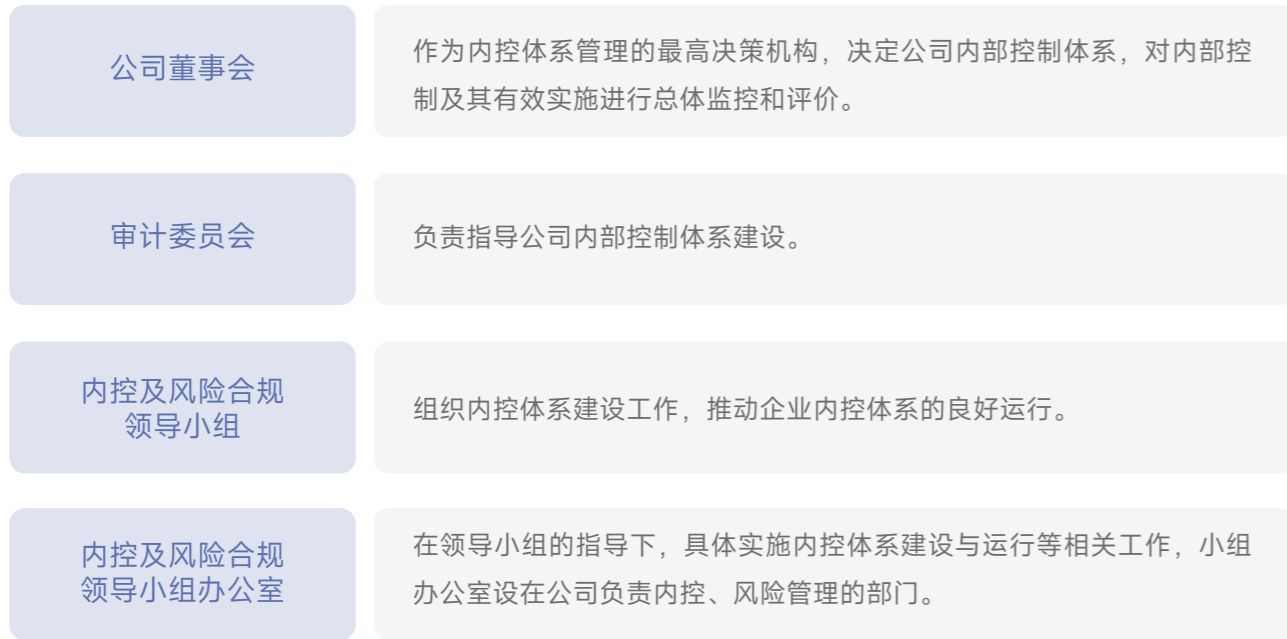 公司董事会
作为内控体系管理的最高决策机构，决定公司内部控制体系，对内部控
制及其有效实施进行总体监控和评价。
审计委员会
负责指导公司内部控制体系建设。
内控及风险合规
领导小组
组织内控体系建设工作，推动企业内控体系的良好运行。
内控及风险合规
领导小组办公室
在领导小组的指导下，具体实施内控体系建设与运行等相关工作，小组
办公室设在公司负责内控、风险管理的部门。